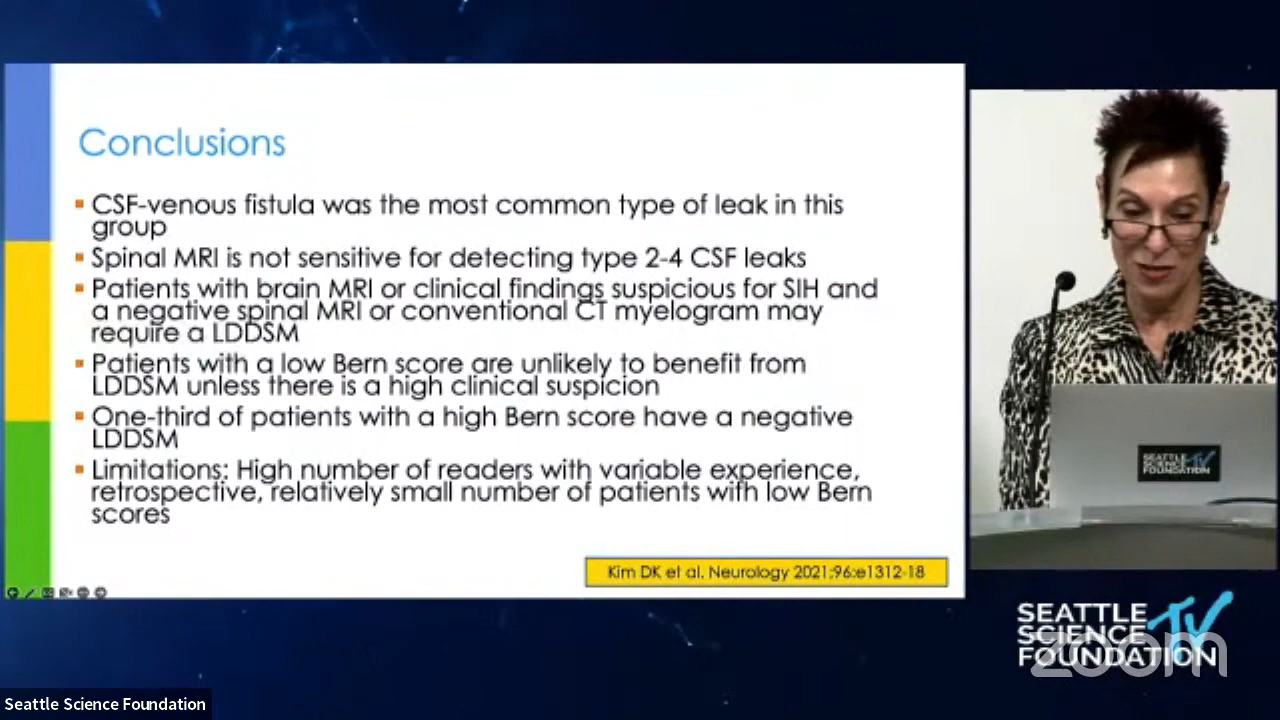 Conclusions
CSF-venous fistula was the most common type of leak in this
group
Spinal MRI is not sensitive for detecting type 2-4 CSF leaks
Patients with brain MRI or clinical findings suspicious for SIH and
a negative spinal MRI or conventional CT myelogram may
require a LDDSM
Patients with a low Bern score are unlikely to benefit from
LDDSM unless there is a high clinical suspicion
One-third of patients with a high Bern score have a negative
LDDSM
Limitations: High number of readers with variable experience,
retrospective, relatively small number of patients with low Bern
scores
Kim DK et al. Neurology 2021;96:e1312-18
SEATTLE
SCIENCE TV
FOUNDATION
SEATTLE
SCIENCE TV
FOUNDATION
zoom
Seattle Science Foundation